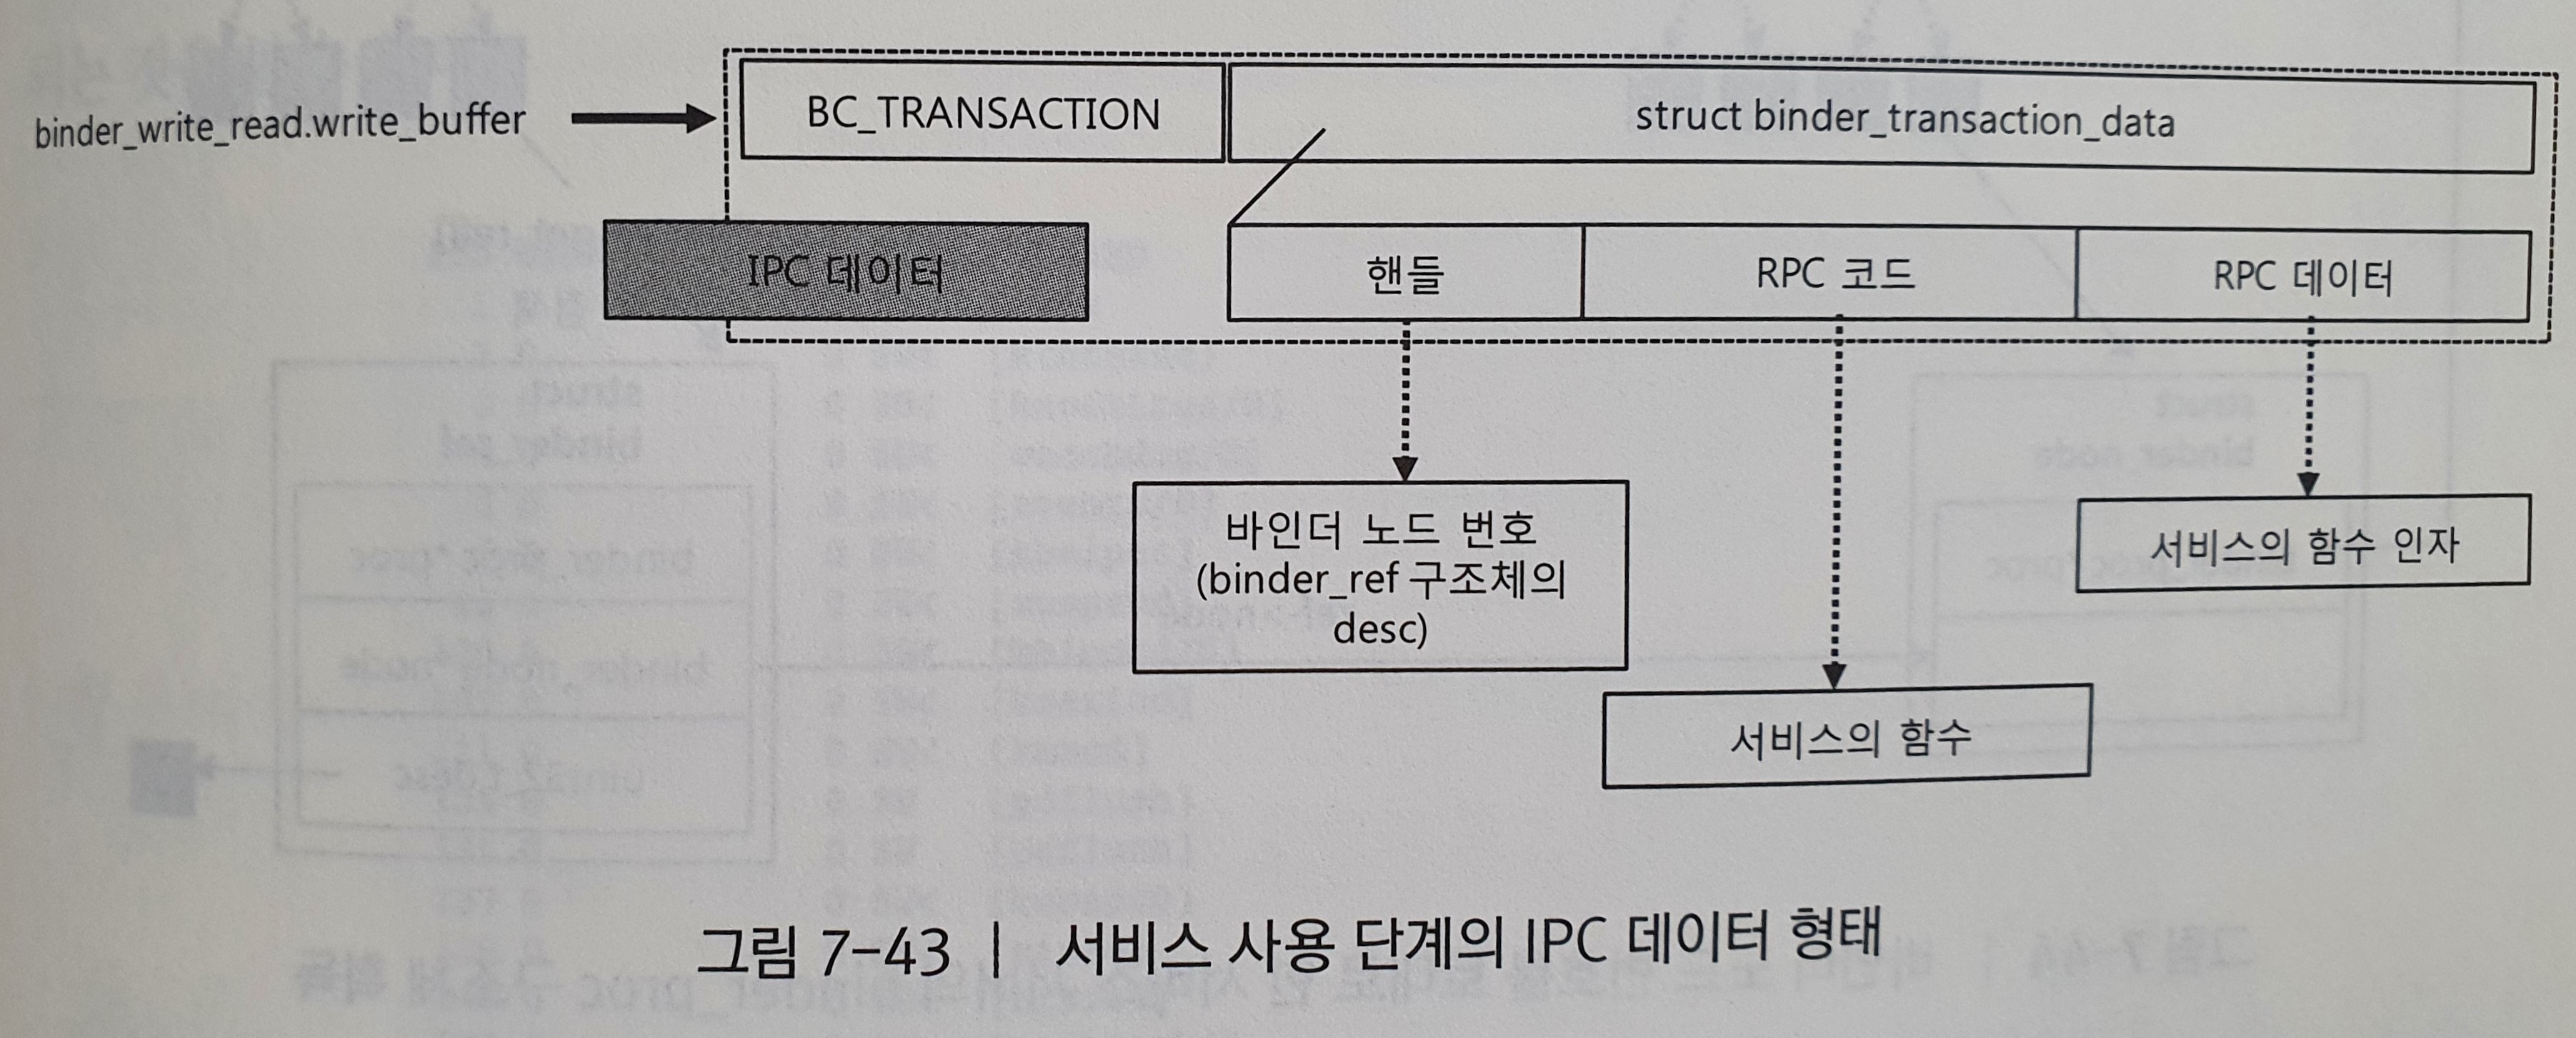 binder_write_read.write_buffer
BC_TRANSACTION
struct binder_transaction_data
IPC 데이터
핸들
RPC 코드
RPC 데이터
바인더 노드 번호
(binder_ref 구조체의
desc)
서비스의 함수 인자
서비스의 함수
그림 7-43 | 서비스 사용 단계의 IPC 데이터 형태